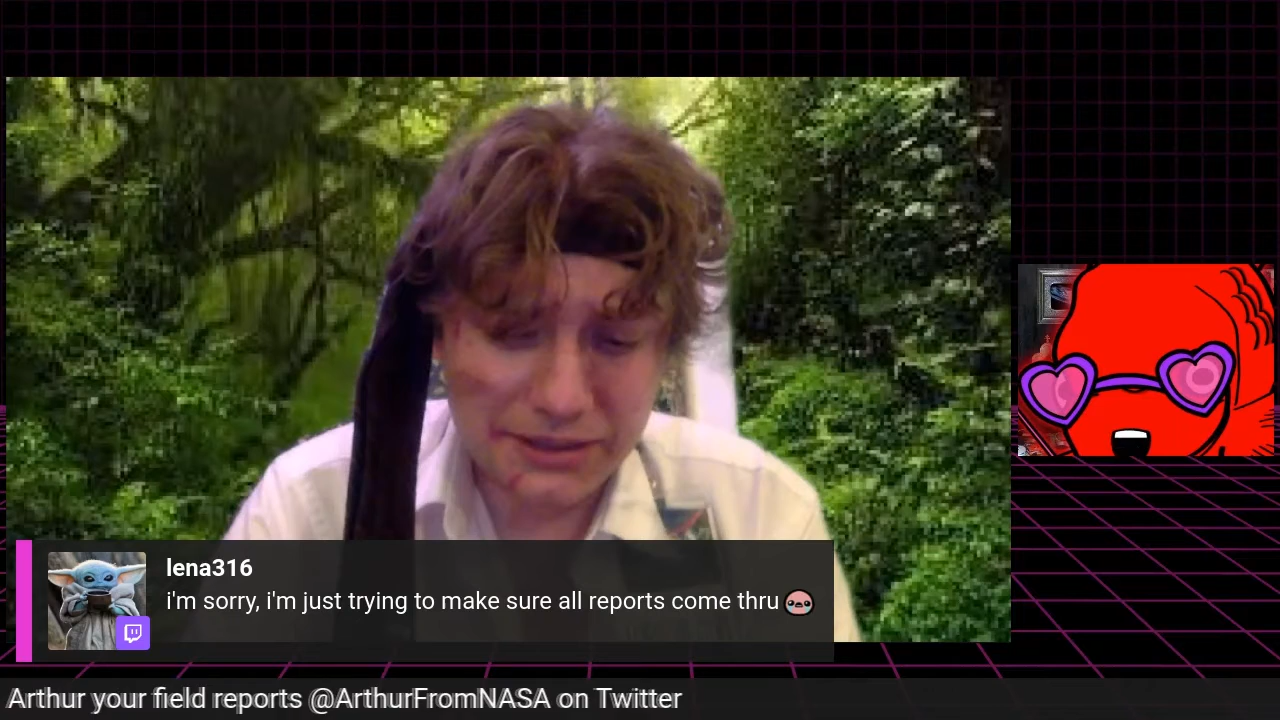 lena316
i'm sorry, i'm just trying to make sure all reports come thru
Arthur your field reports @ArthurFromNASA on Twitter